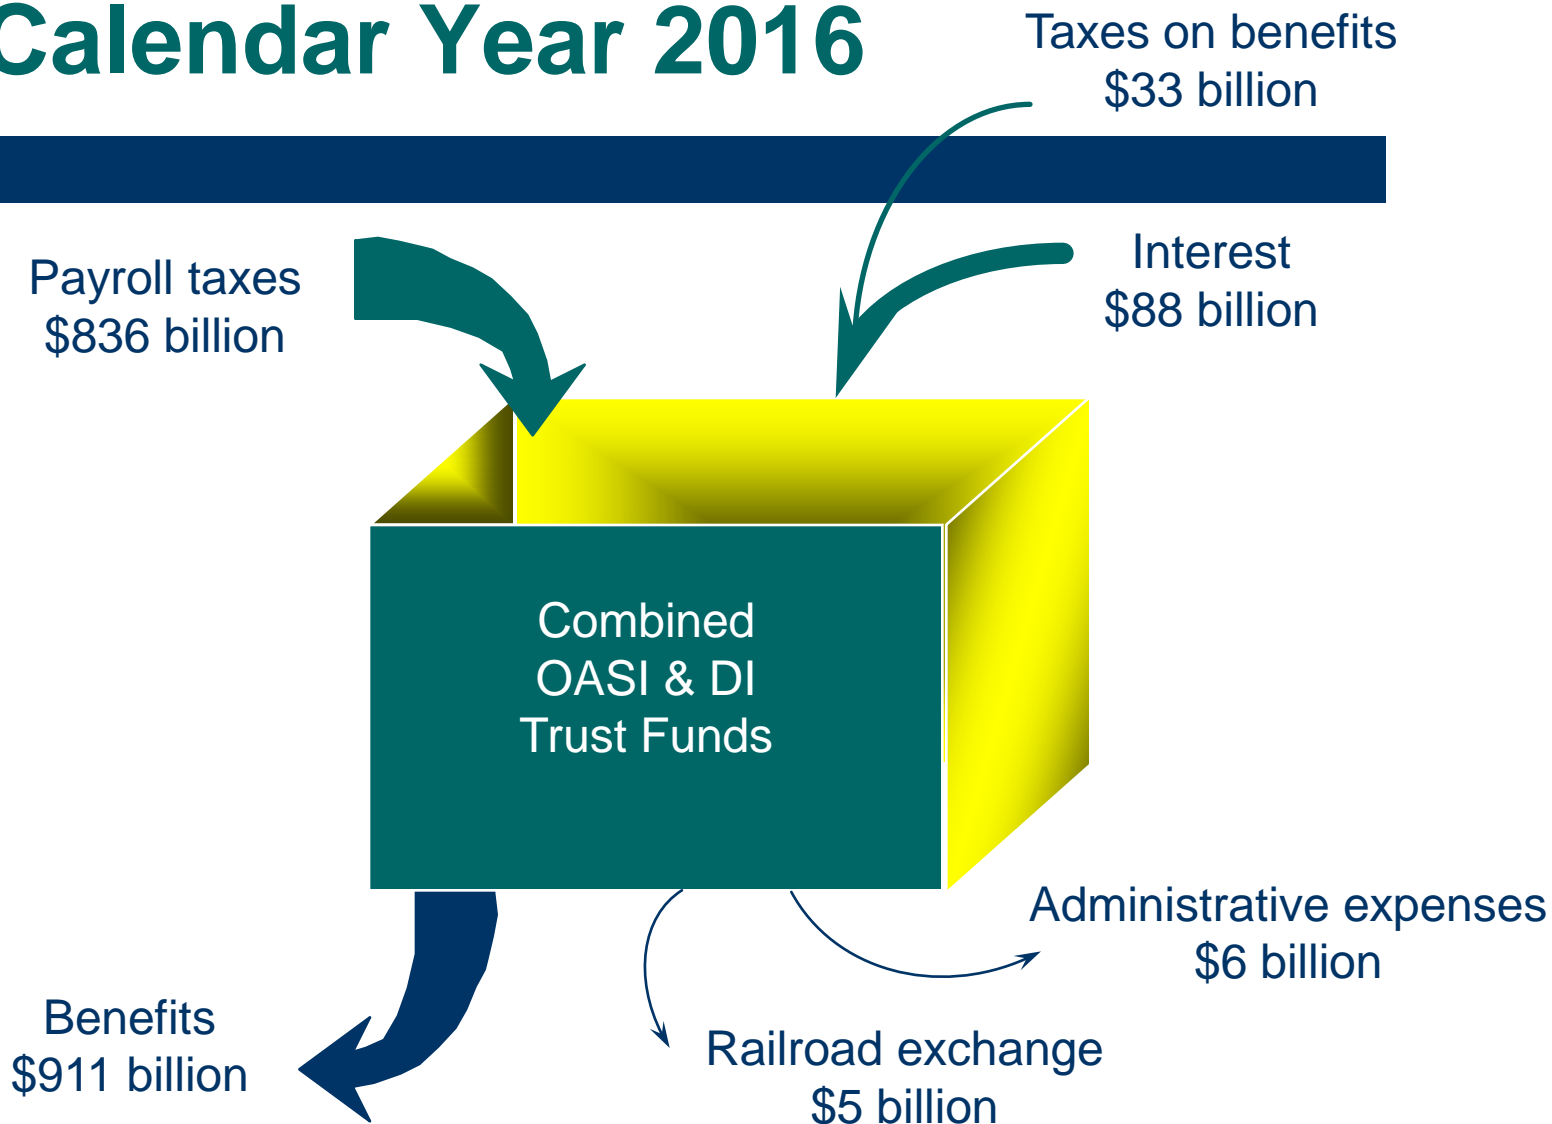 Calendar Year 2016
Taxes on benefits
$33 billion
Interest
$88 billion
Payroll taxes
$836 billion
Combined
OASI & DI
Trust Funds
Administrative expenses
$6 billion
Benefits
$911 billion
Railroad exchange
$5 billion